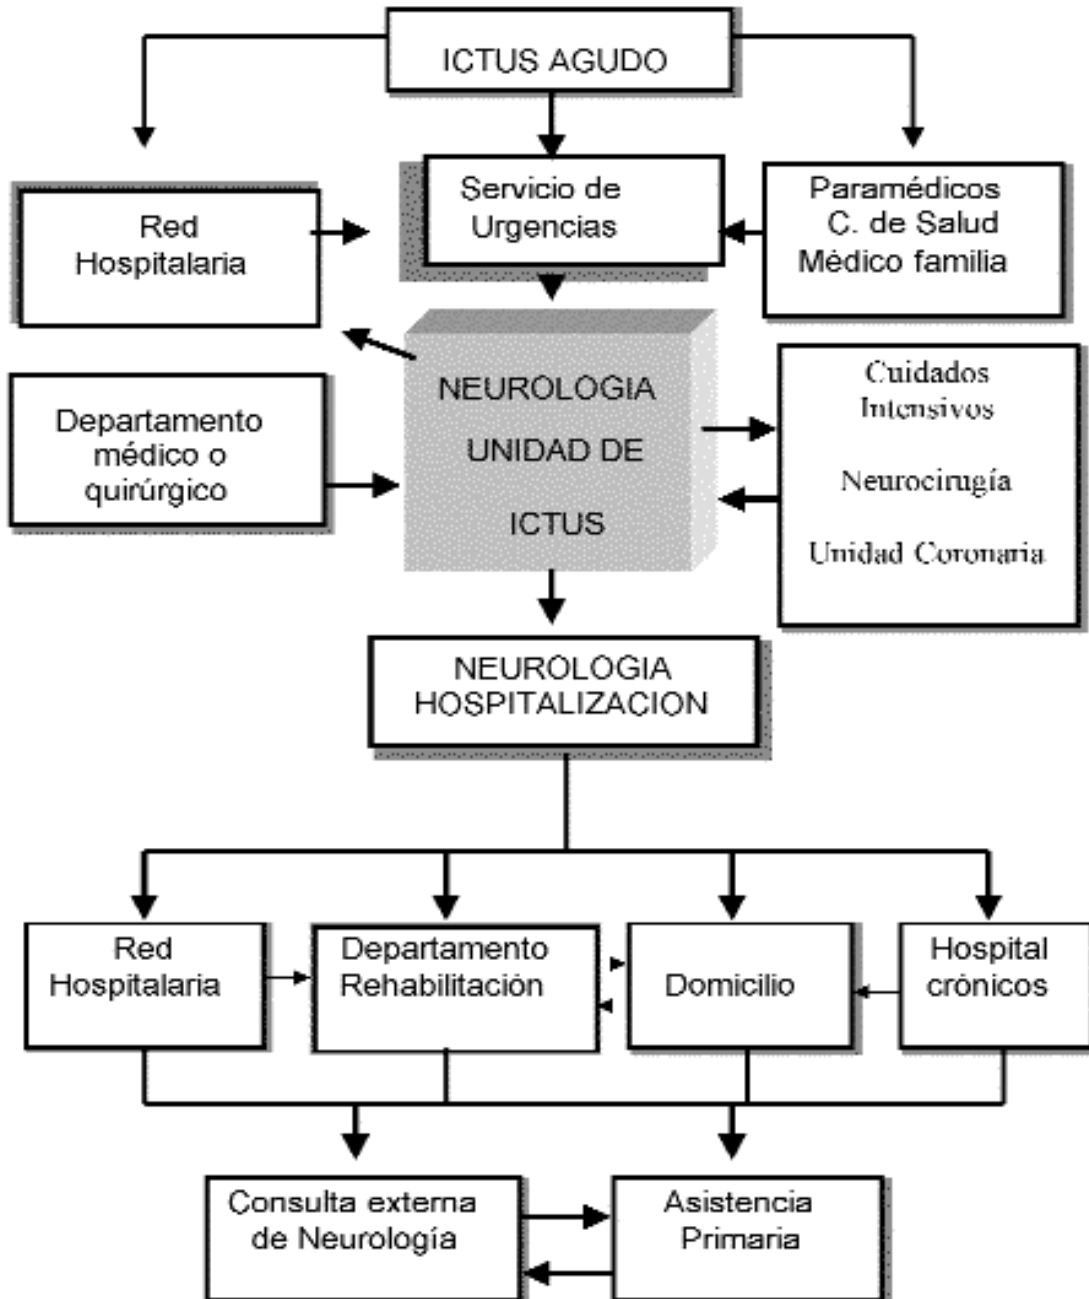 ICTUS AGUDO
Red
Hospitalaria
Servicio de
Urgencias
Paramédicos
C. de Salud
Médico familia
Departamento
médico o
quirúrgico
NEUROLOGIA
UNIDAD DE
ICTUS
Cuidados
Intensivos
Neurocirugía
Unidad Coronaria
NEUROLOGIA
HOSPITALIZACION
Red
Hospitalaria
Departamento
Rehabilitación
Domicilio
Hospital
crónicos
Consulta externa
de Neurología
Asistencia
Primaria